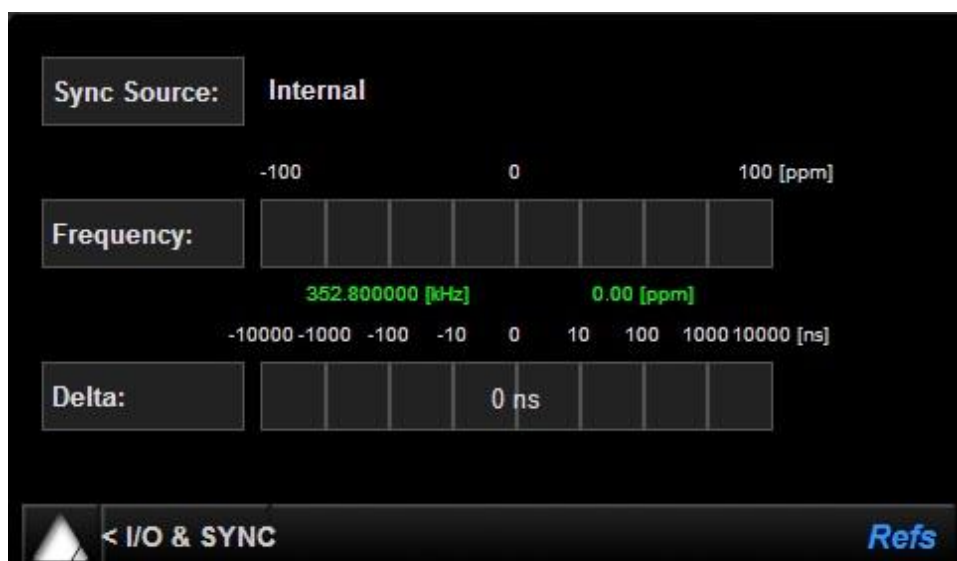 Sync Source: Internal
-100 0 100 [ppm]
Frequency:
352.800000 [kHz] 0.00 [ppm]
-10000 -1000 -100 -10 0 10 100 1000 10000 [ns]
Delta: 0 ns
< I/O & SYNC Refs